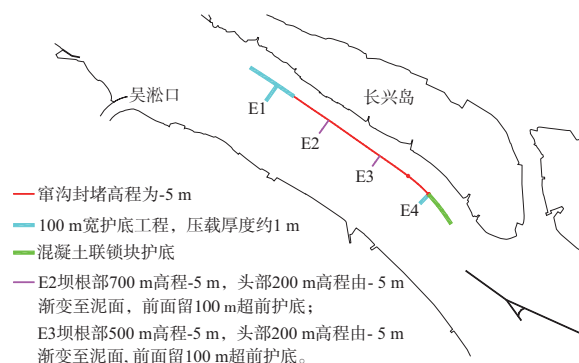 长兴岛
吴淞口
E1
E2
E3
E4
窜沟封堵高程为-5 m
100 m宽护底工程，压载厚度约1 m
混凝土联锁块护底
E2坝根部700 m高程-5 m，头部200 m高程由- 5 m
渐变至泥面，前面留100 m超前护底；
E3坝根部500 m高程-5 m，头部200 m高程由- 5 m
渐变至泥面, 前面留100 m超前护底。